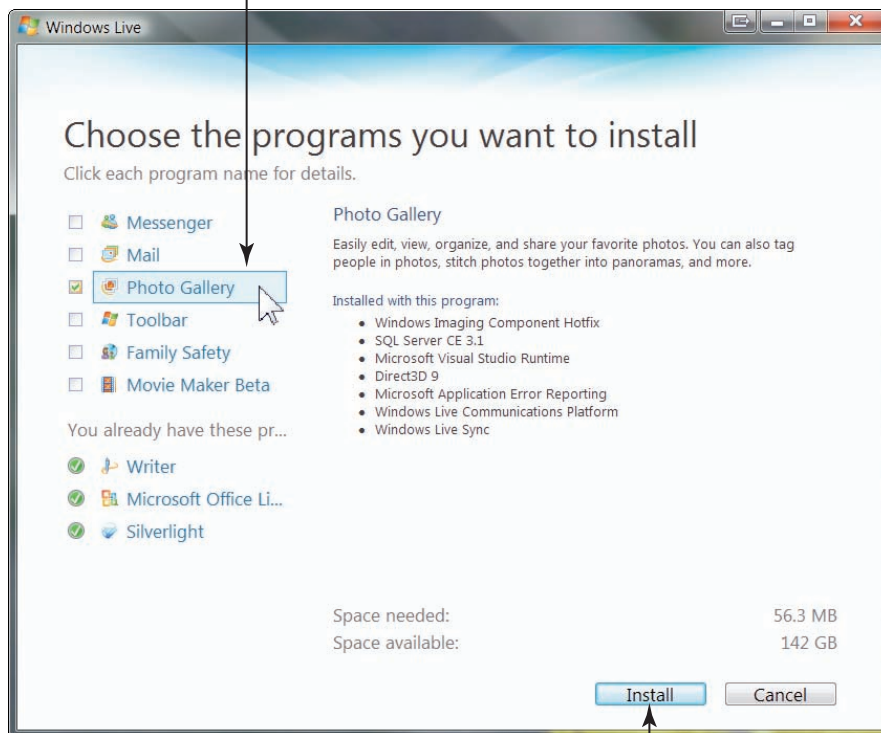 Windows Live
Choose the programs you want to install
Click each program name for details.
Messenger
Mail
Photo Gallery
Toolbar
Family Safety
Movie Maker Beta
You already have these pr...
Writer
Microsoft Office Li...
Silverlight
Photo Gallery
Easily edit, view, organize, and share your favorite photos. You can also tag
people in photos, stitch photos together into panoramas, and more.
Installed with this program:
• Windows Imaging Component Hotfix
• SQL Server CE 3.1
• Microsoft Visual Studio Runtime
• Direct3D 9
• Microsoft Application Error Reporting
• Windows Live Communications Platform
• Windows Live Sync
Space needed: 56.3 MB
Space available: 142 GB
Install Cancel